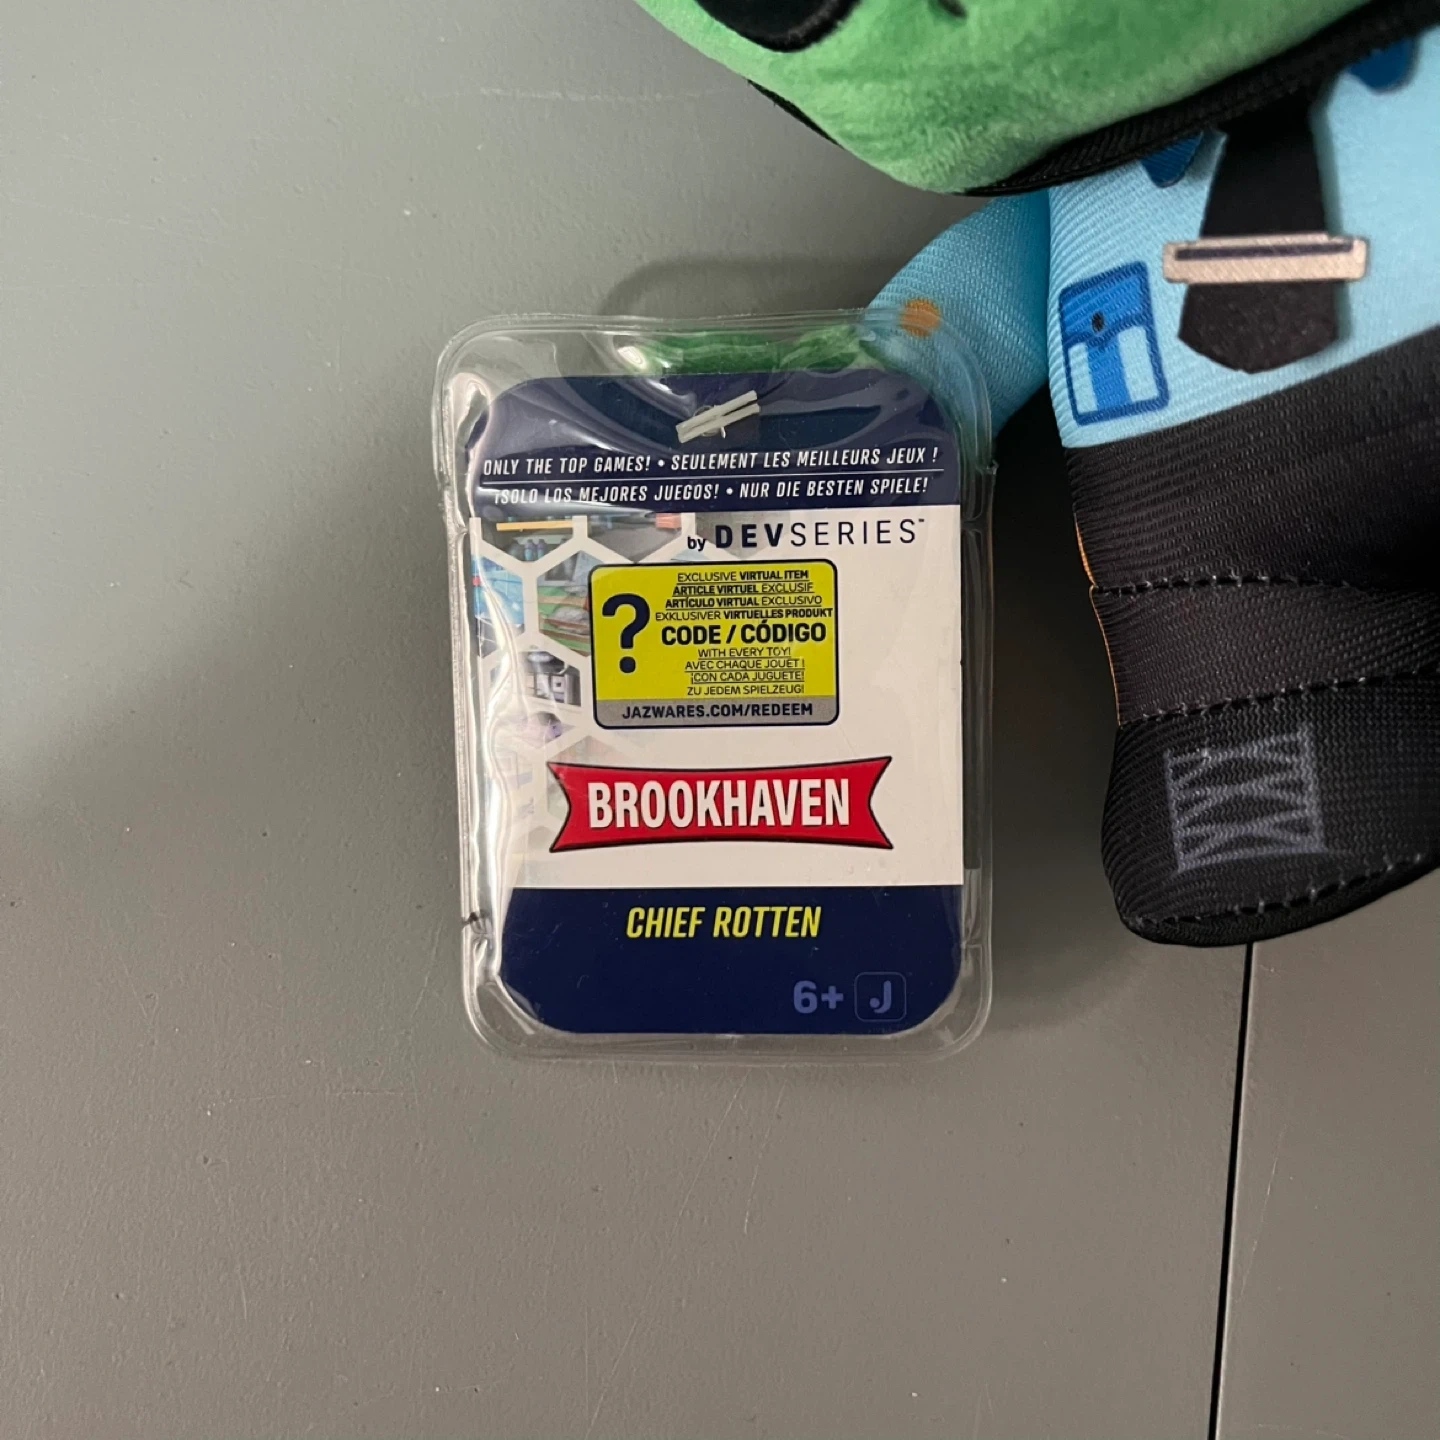 ONLY THE TOP GAMES! • SEULEMENT LES MEILLEURS JEUX !
¡SOLO LOS MEJORES JUEGOS! • NUR DIE BESTEN SPIELE!
by DEVSERIES™
?
EXCLUSIVE VIRTUAL ITEM
ARTICLE VIRTUEL EXCLUSIF
ARTÍCULO VIRTUAL EXCLUSIVO
EXKLUSIVER VIRTUELLES PRODUKT
CODE / CÓDIGO
WITH EVERY TOY!
AVEC CHAQUE JOUET !
¡CON CADA JUGUETE!
ZU JEDEM SPIELZEUG!
JAZWARES.COM/REDEEM
BROOKHAVEN
CHIEF ROTTEN
6+ J